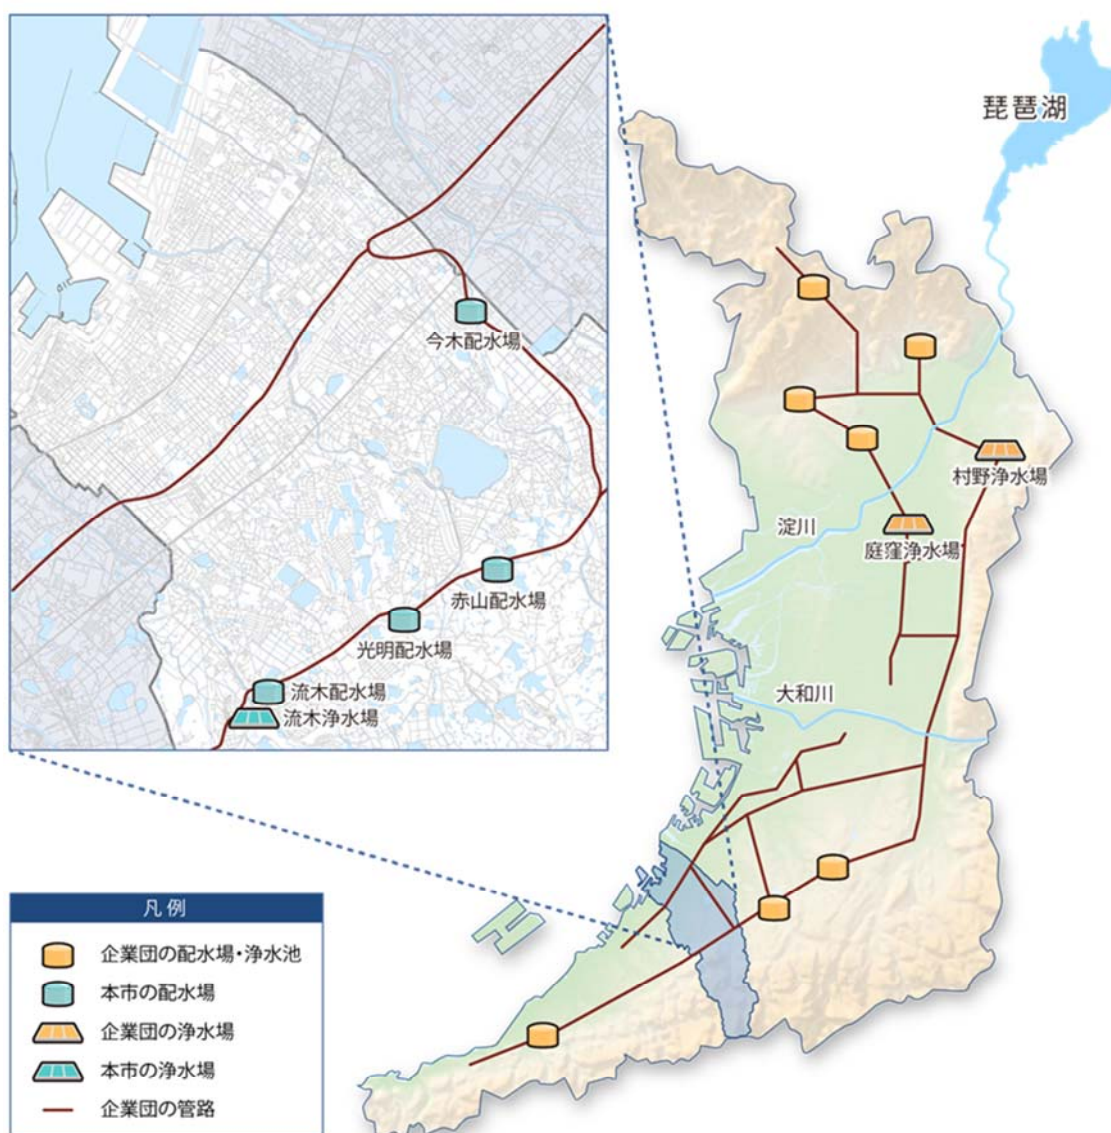 琵琶湖
今木配水場
村野浄水場
淀川
庭窪浄水場
赤山配水場
光明配水場
流木配水場
流木浄水場
大和川
凡例
企業団の配水場・浄水池
本市の配水場
企業団の浄水場
本市の浄水場
企業団の管路